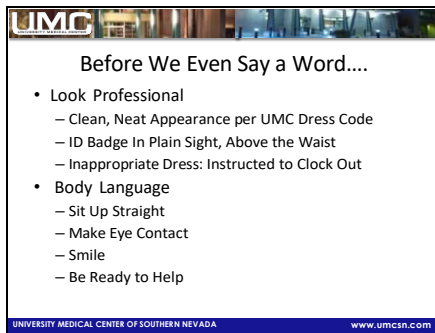 UMC
UNIVERSITY MEDICAL CENTER
Before We Even Say a Word....
• Look Professional
– Clean, Neat Appearance per UMC Dress Code
– ID Badge In Plain Sight, Above the Waist
– Inappropriate Dress: Instructed to Clock Out
• Body Language
– Sit Up Straight
– Make Eye Contact
– Smile
– Be Ready to Help
UNIVERSITY MEDICAL CENTER OF SOUTHERN NEVADA www.umcsn.com